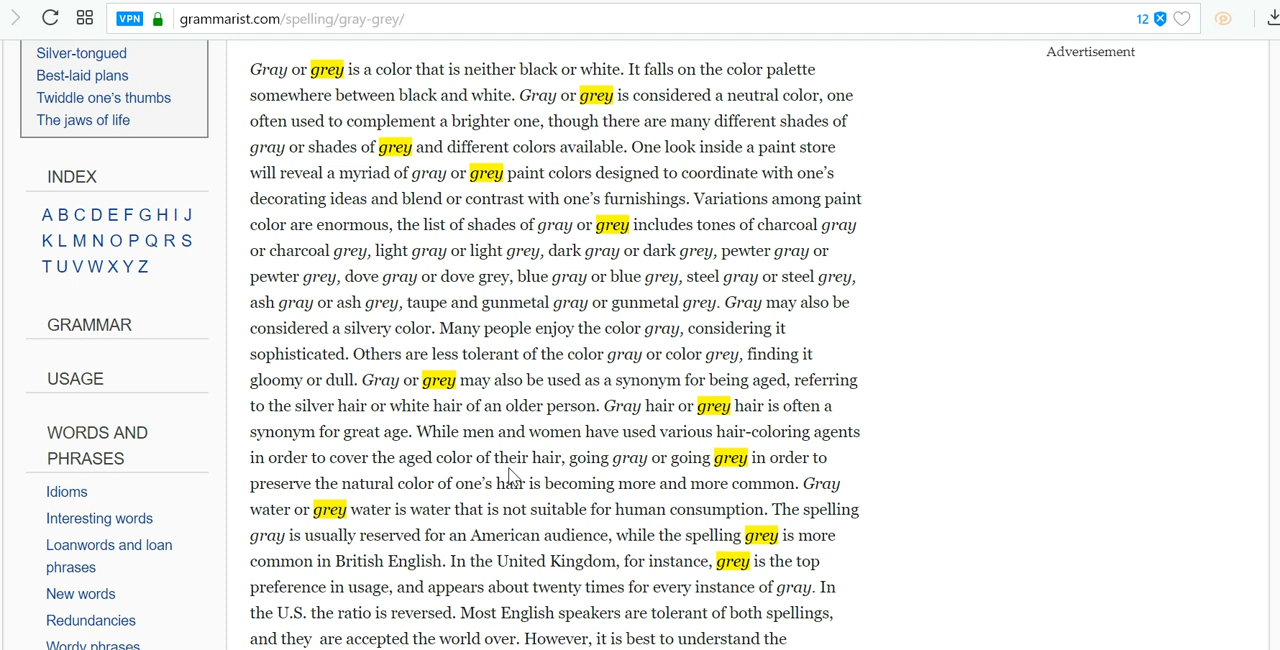 VPN grammarist.com/spelling/gray-grey/ 12
Silver-tongued
Best-laid plans
Twiddle one's thumbs
The jaws of life
INDEX
A B C D E F G H I J
K L M N O P Q R S
T U V W X Y Z
GRAMMAR
USAGE
WORDS AND
PHRASES
Idioms
Interesting words
Loanwords and loan
phrases
New words
Redundancies
Wordy phrases
Gray or grey is a color that is neither black or white. It falls on the color palette
somewhere between black and white. Gray or grey is considered a neutral color, one
often used to complement a brighter one, though there are many different shades of
gray or shades of grey and different colors available. One look inside a paint store
will reveal a myriad of gray or grey paint colors designed to coordinate with one's
decorating ideas and blend or contrast with one's furnishings. Variations among paint
color are enormous, the list of shades of gray or grey includes tones of charcoal gray
or charcoal grey, light gray or light grey, dark gray or dark grey, pewter gray or
pewter grey, dove gray or dove grey, blue gray or blue grey, steel gray or steel grey,
ash gray or ash grey, taupe and gunmetal gray or gunmetal grey. Gray may also be
considered a silvery color. Many people enjoy the color gray, considering it
sophisticated. Others are less tolerant of the color gray or color grey, finding it
gloomy or dull. Gray or grey may also be used as a synonym for being aged, referring
to the silver hair or white hair of an older person. Gray hair or grey hair is often a
synonym for great age. While men and women have used various hair-coloring agents
in order to cover the aged color of their hair, going gray or going grey in order to
preserve the natural color of one's hair is becoming more and more common. Gray
water or grey water is water that is not suitable for human consumption. The spelling
gray is usually reserved for an American audience, while the spelling grey is more
common in British English. In the United Kingdom, for instance, grey is the top
preference in usage, and appears about twenty times for every instance of gray. In
the U.S. the ratio is reversed. Most English speakers are tolerant of both spellings,
and they are accepted the world over. However, it is best to understand the
Advertisement